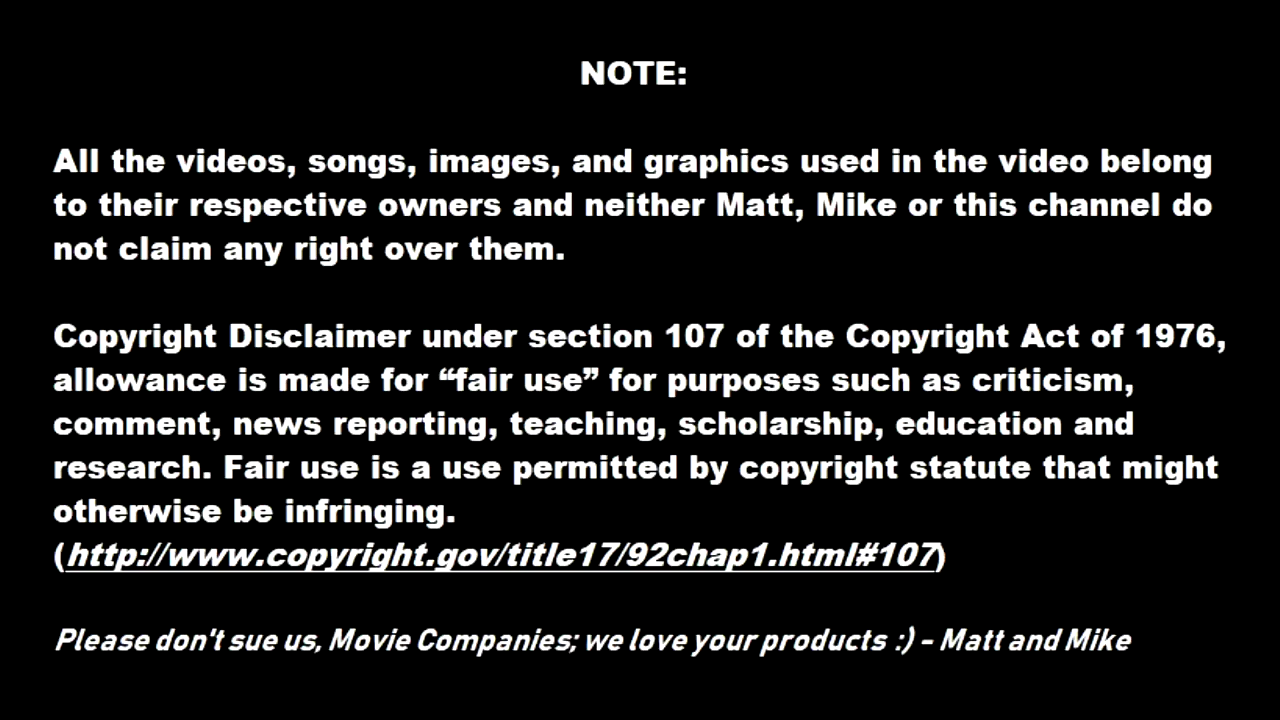 NOTE:
All the videos, songs, images, and graphics used in the video belong
to their respective owners and neither Matt, Mike or this channel do
not claim any right over them.
Copyright Disclaimer under section 107 of the Copyright Act of 1976,
allowance is made for “fair use” for purposes such as criticism,
comment, news reporting, teaching, scholarship, education and
research. Fair use is a use permitted by copyright statute that might
otherwise be infringing.
(http://www.copyright.gov/title17/92chap1.html#107)
Please don't sue us, Movie Companies; we love your products :) - Matt and Mike